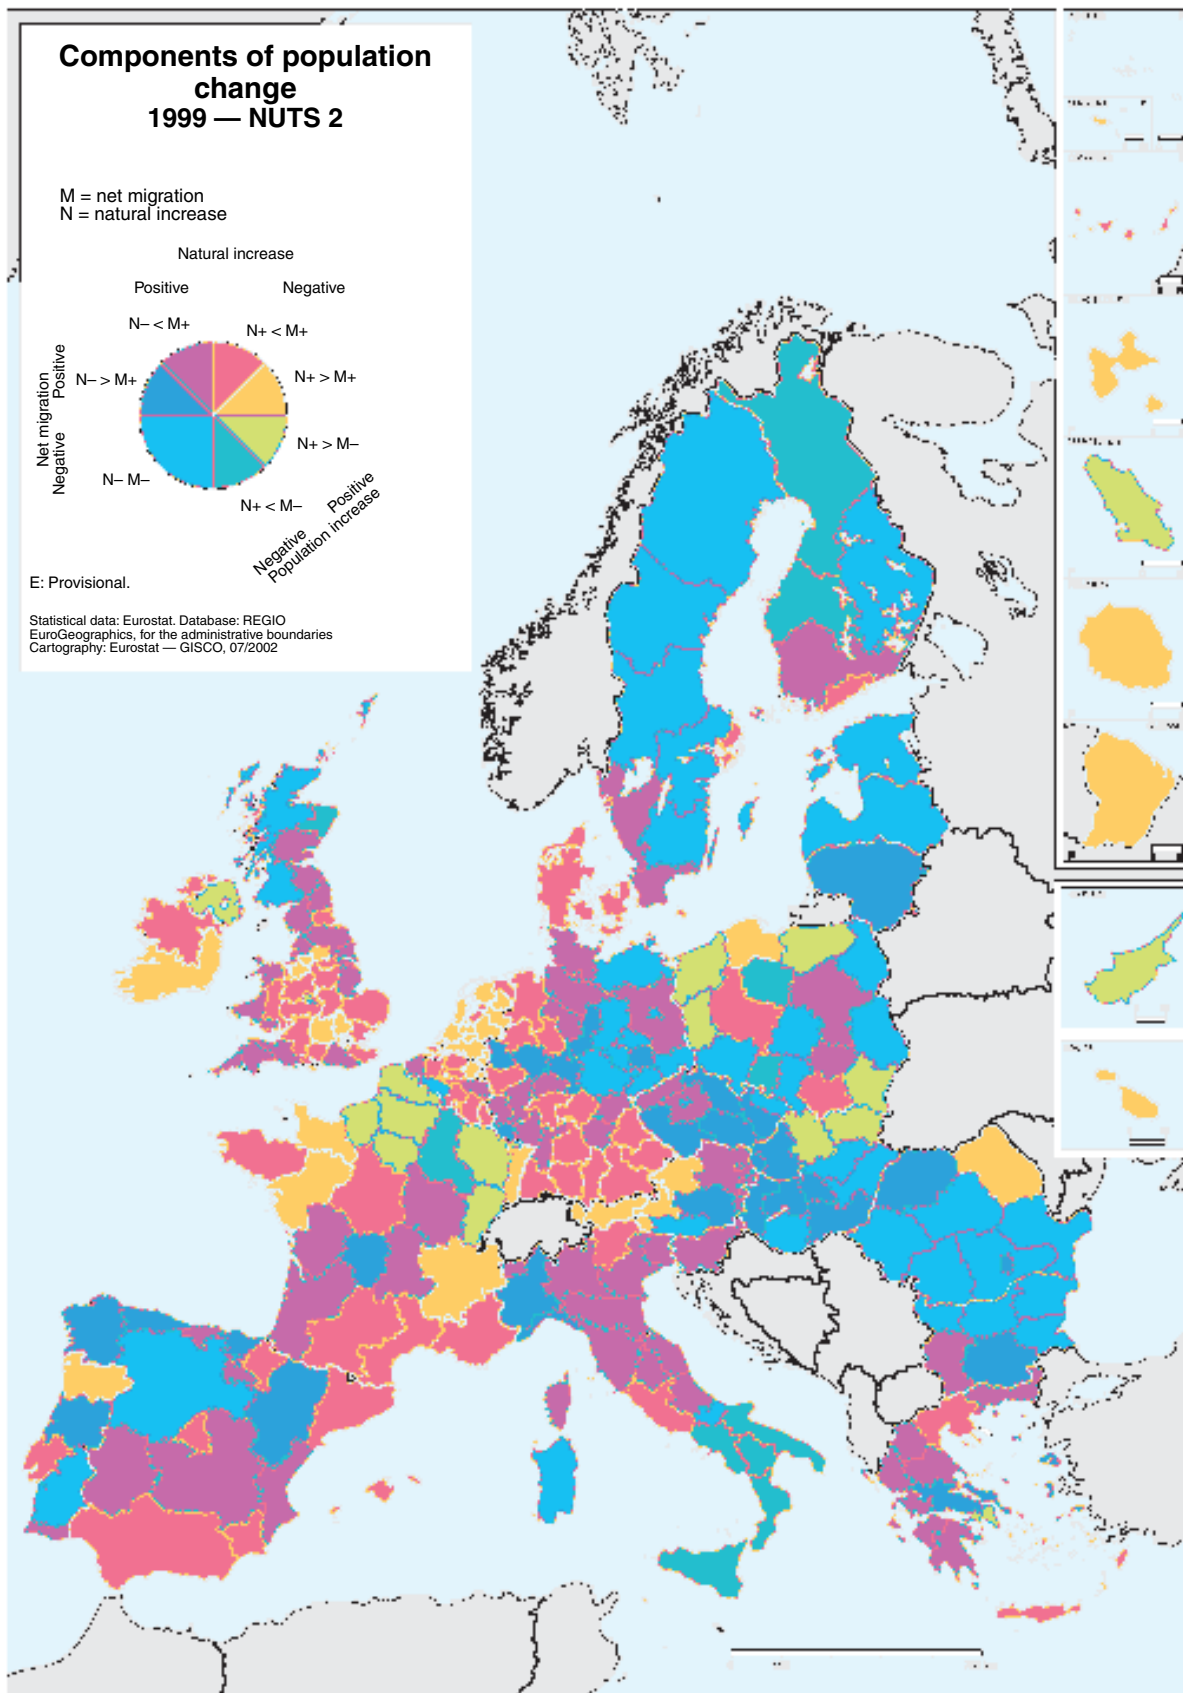 Components of population
change
1999 — NUTS 2
M = net migration
N = natural increase
Natural increase
Positive
Negative
N– < M+
N+ < M+
N– > M+
N+ > M+
Net migration
Positive
Negative
N+ > M–
N– M–
N+ < M–
Positive
Negative
Population increase
E: Provisional.
Statistical data: Eurostat. Database: REGIO
EuroGeographics, for the administrative boundaries
Cartography: Eurostat — GISCO, 07/2002